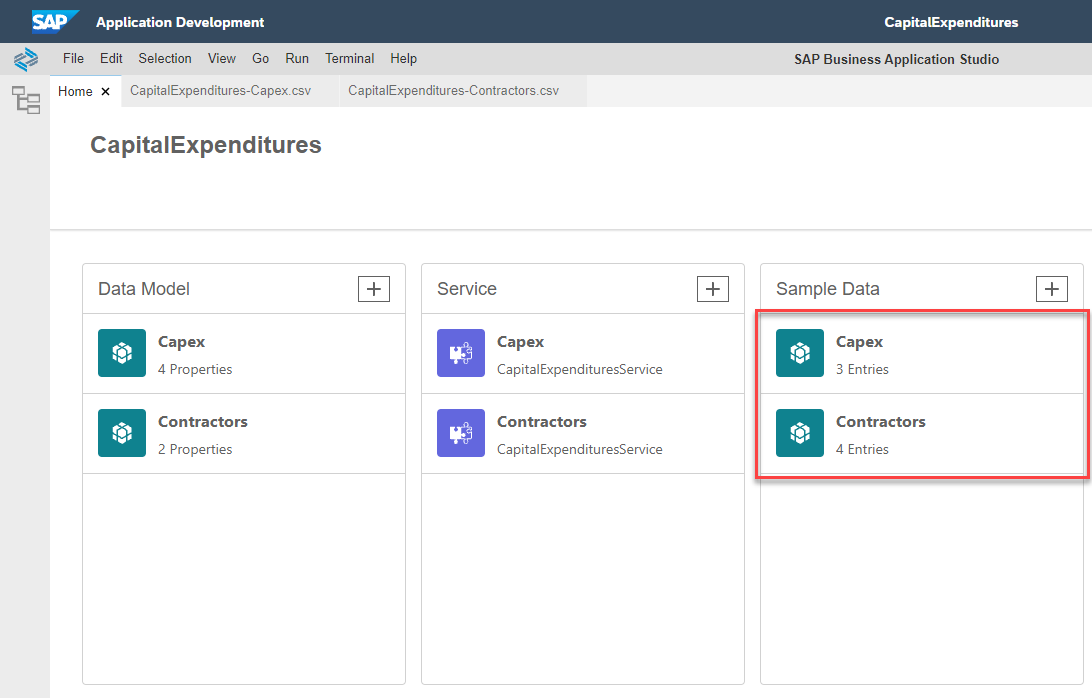 SAP Application Development CapitalExpenditures
File Edit Selection View Go Run Terminal Help SAP Business Application Studio
Home × CapitalExpenditures-Capex.csv CapitalExpenditures-Contractors.csv
CapitalExpenditures
Data Model
Capex
4 Properties
Contractors
2 Properties
Service
Capex
CapitalExpendituresService
Contractors
CapitalExpendituresService
Sample Data
Capex
3 Entries
Contractors
4 Entries